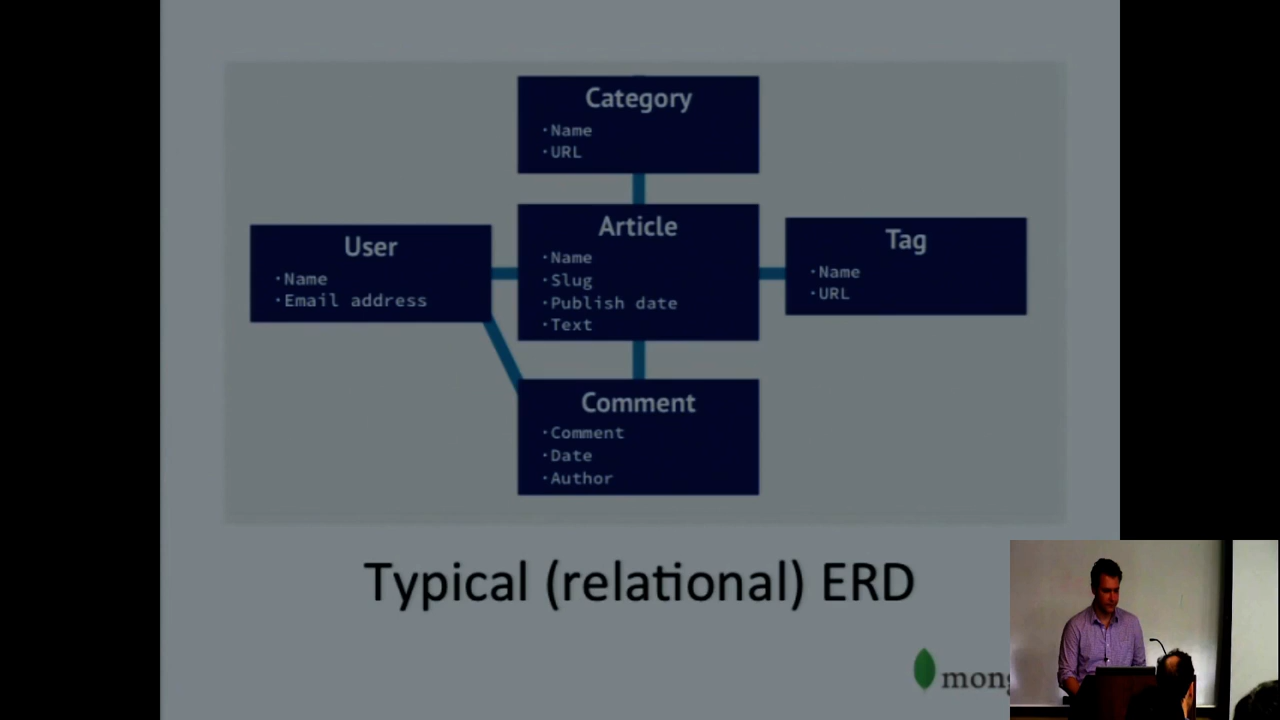 Category
·Name
·URL
User
·Name
·Email address
Article
·Name
·Slug
·Publish date
·Text
Tag
·Name
·URL
Comment
·Comment
·Date
·Author
Typical (relational) ERD